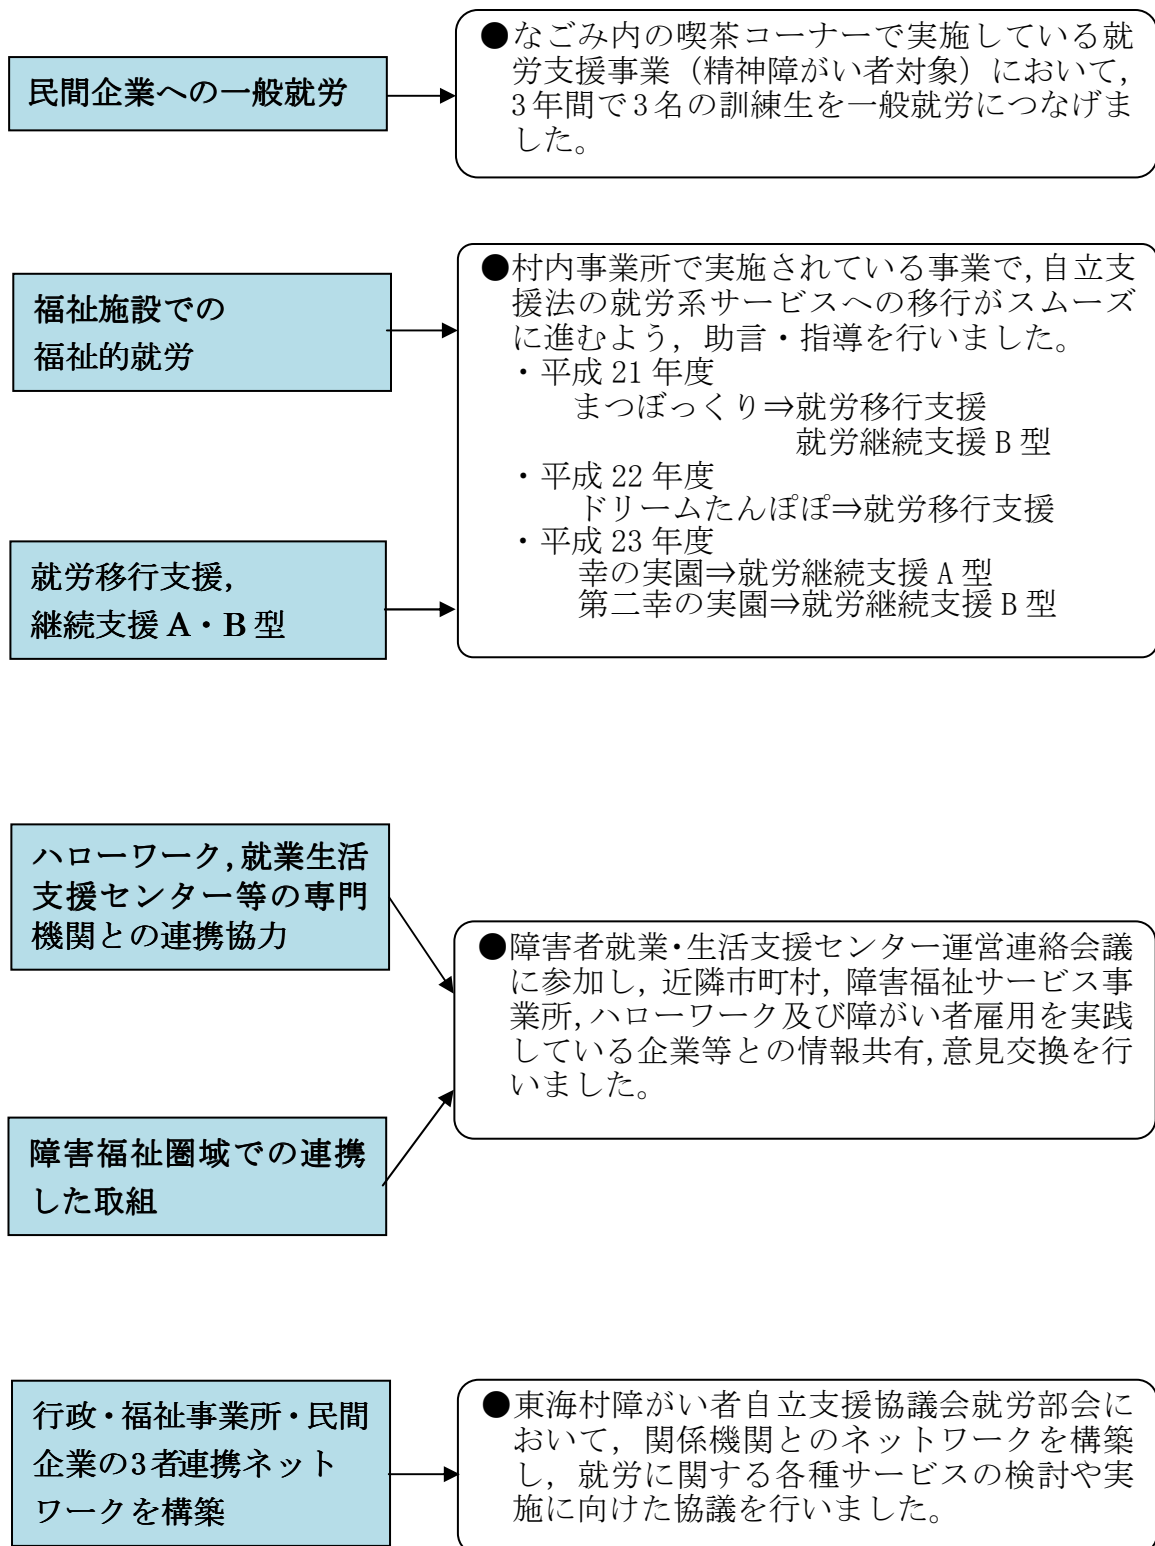 民間企業への一般就労
●なごみ内の喫茶コーナーで実施している就
労支援事業（精神障がい者対象）において，
3年間で3名の訓練生を一般就労につなげま
した。
福祉施設での
福祉的就労
●村内事業所で実施されている事業で，自立支
援法の就労系サービスへの移行がスムーズ
に進むよう，助言・指導を行いました。
・平成 21 年度
まつぼっくり⇒就労移行支援
就労継続支援 B 型
・平成 22 年度
ドリームたんぽぽ⇒就労移行支援
・平成 23 年度
幸の実園⇒就労継続支援 A 型
第二幸の実園⇒就労継続支援 B 型
就労移行支援，
継続支援 A・B 型
ハローワーク，就業生活
支援センター等の専門
機関との連携協力
●障害者就業・生活支援センター運営連絡会議
に参加し，近隣市町村，障害福祉サービス事
業所，ハローワーク及び障がい者雇用を実践
している企業等との情報共有，意見交換を行
いました。
障害福祉圏域での連携
した取組
行政・福祉事業所・民間
企業の3者連携ネット
ワークを構築
●東海村障がい者自立支援協議会就労部会に
おいて，関係機関とのネットワークを構築
し，就労に関する各種サービスの検討や実
施に向けた協議を行いました。